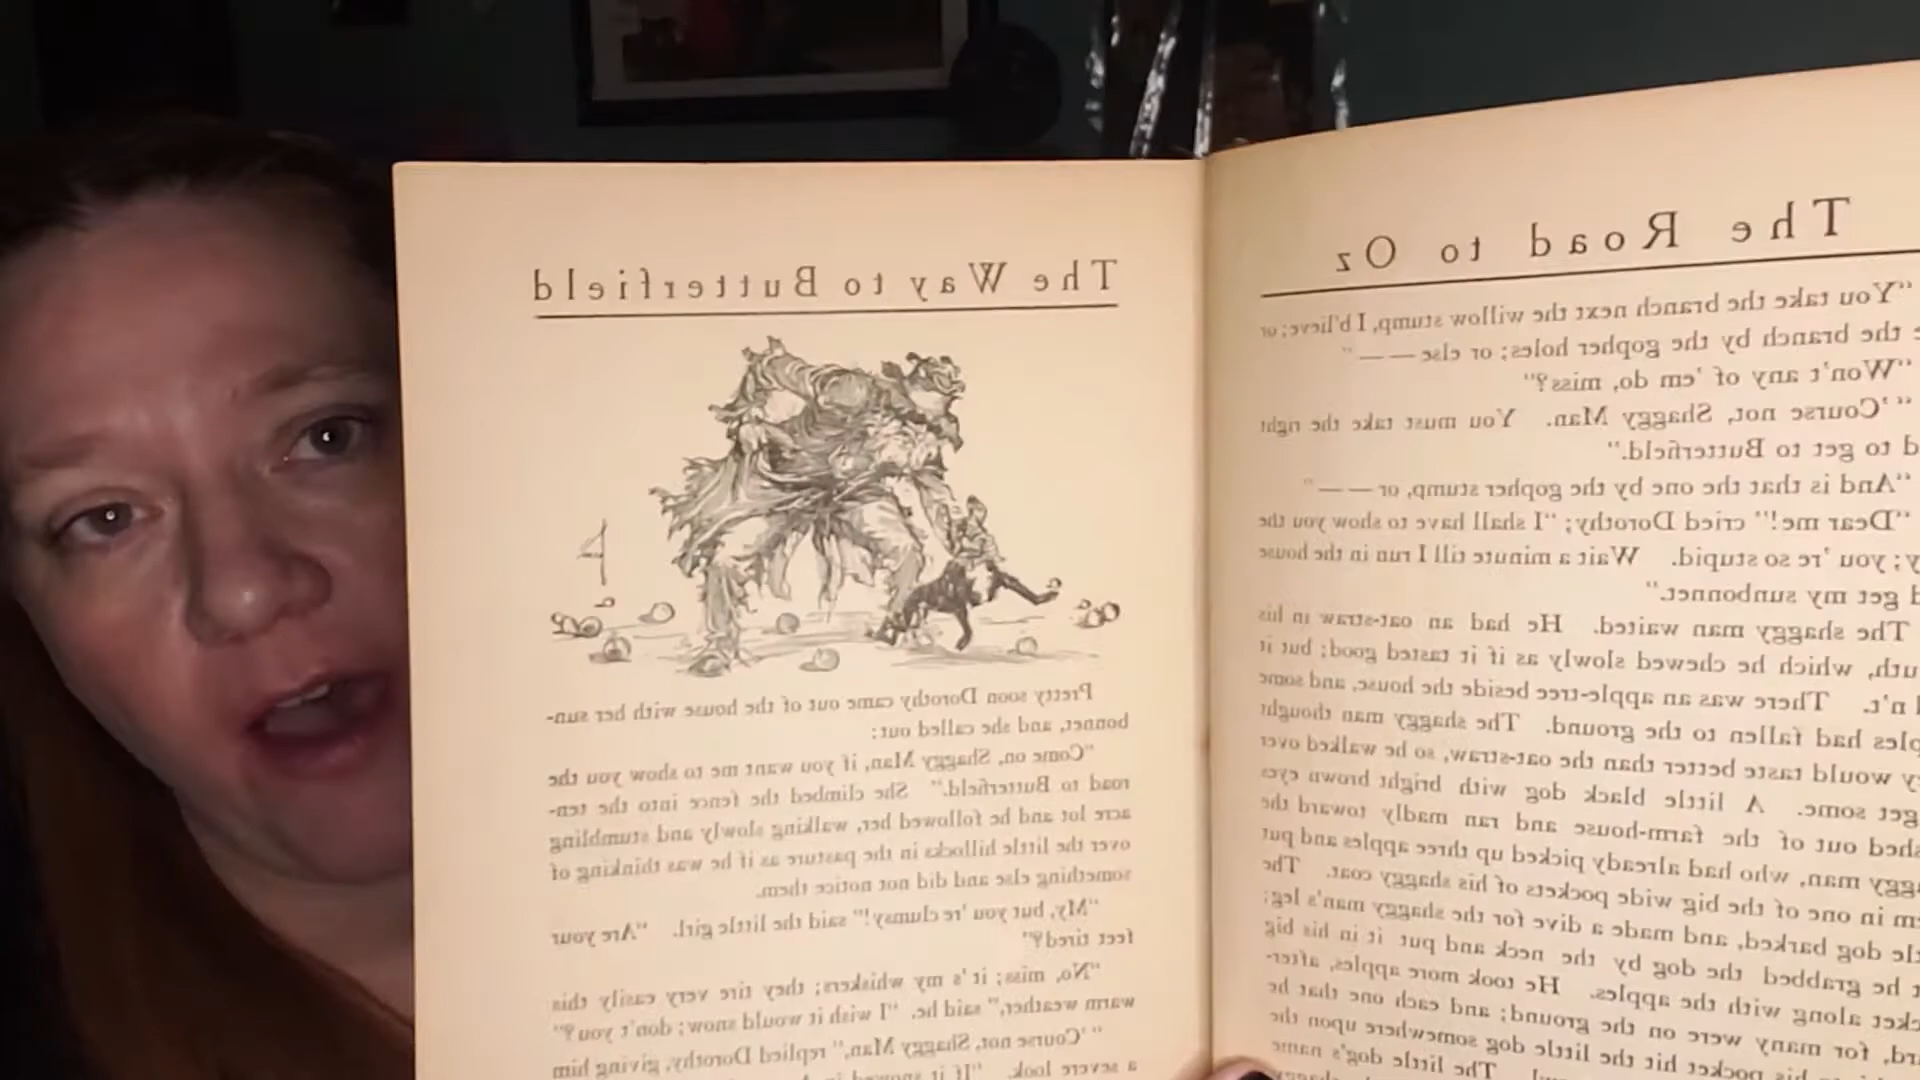 The Road to Oz
"You take the branch next the willow stump, I b'lieve; or
the branch by the gopher holes; or else — — "
"Won't any of 'em do, miss?"
" 'Course not, Shaggy Man. You must take the right
to get to Butterfield."
"And is that the one by the gopher stump, or — — "
"Dear me!" cried Dorothy; "I shall have to show you the
you 're so stupid. Wait a minute till I run in the house
get my sunbonnet."
The shaggy man waited. He had an oat-straw in his
which he chewed slowly as if it tasted good; but it
There was an apple-tree beside the house, and some
had fallen to the ground. The shaggy man thought
would taste better than the oat-straw, so he walked over
get some. A little black dog with bright brown eyes
out of the farm-house and ran madly toward the
man, who had already picked up three apples and put
in one of the big wide pockets of his shaggy coat. The
dog barked, and made a dive for the shaggy man's leg;
he grabbed the dog by the neck and put it in his big
along with the apples. He took more apples, after-
for many were on the ground; and each one that he
his pocket hit the little dog somewhere upon the
The little dog's name
The Way to Butterfield
Pretty soon Dorothy came out of the house with her sun-
bonnet, and she called out:
"Come on, Shaggy Man, if you want me to show you the
road to Butterfield." She climbed the fence into the ten-
acre lot and he followed her, walking slowly and stumbling
over the little hillocks in the pasture as if he was thinking of
something else and did not notice them.
"My, but you 're clumsy!" said the little girl. "Are your
feet tired?"
"No, miss; it 's my whiskers; they tire very easily this
warm weather," said he. "I wish it would snow; don't you?"
" 'Course not, Shaggy Man," replied Dorothy, giving him
a severe look. "If it snowed in